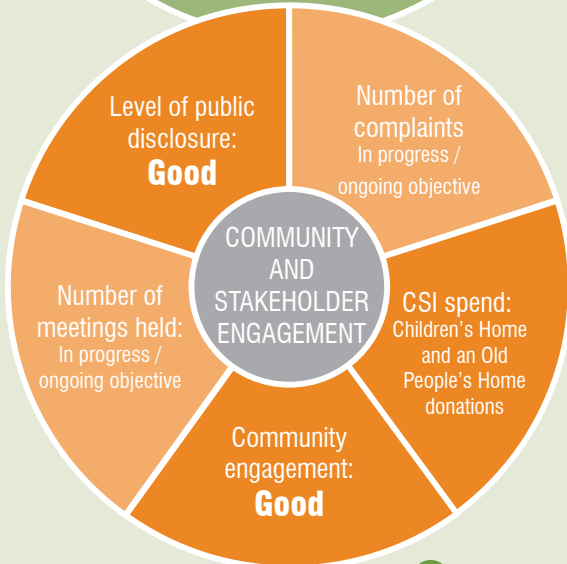 Level of public
disclosure:
Good
Number of
complaints
In progress /
ongoing objective
COMMUNITY
AND
STAKEHOLDER
ENGAGEMENT
Number of
meetings held:
In progress /
ongoing objective
CSI spend:
Children’s Home
and an Old
People’s Home
donations
Community
engagement:
Good